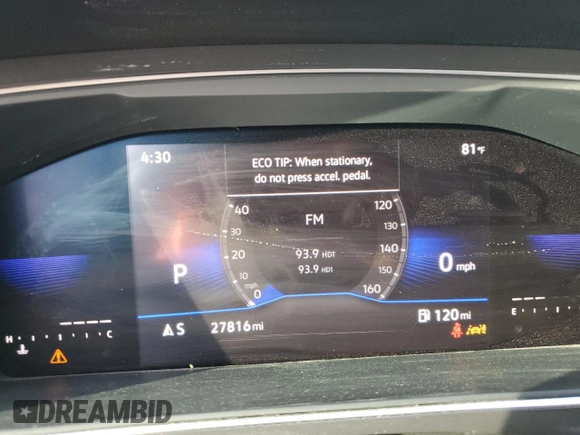 4:30
ECO TIP: When stationary,
do not press accel. pedal.
81°F
40
120
30
FM
130
20
93.9 HD1
140
10
93.9 HD1
150
mph
0
160
P
0 mph
S
27816 mi
120 mi
H
C
E
DREAMBID